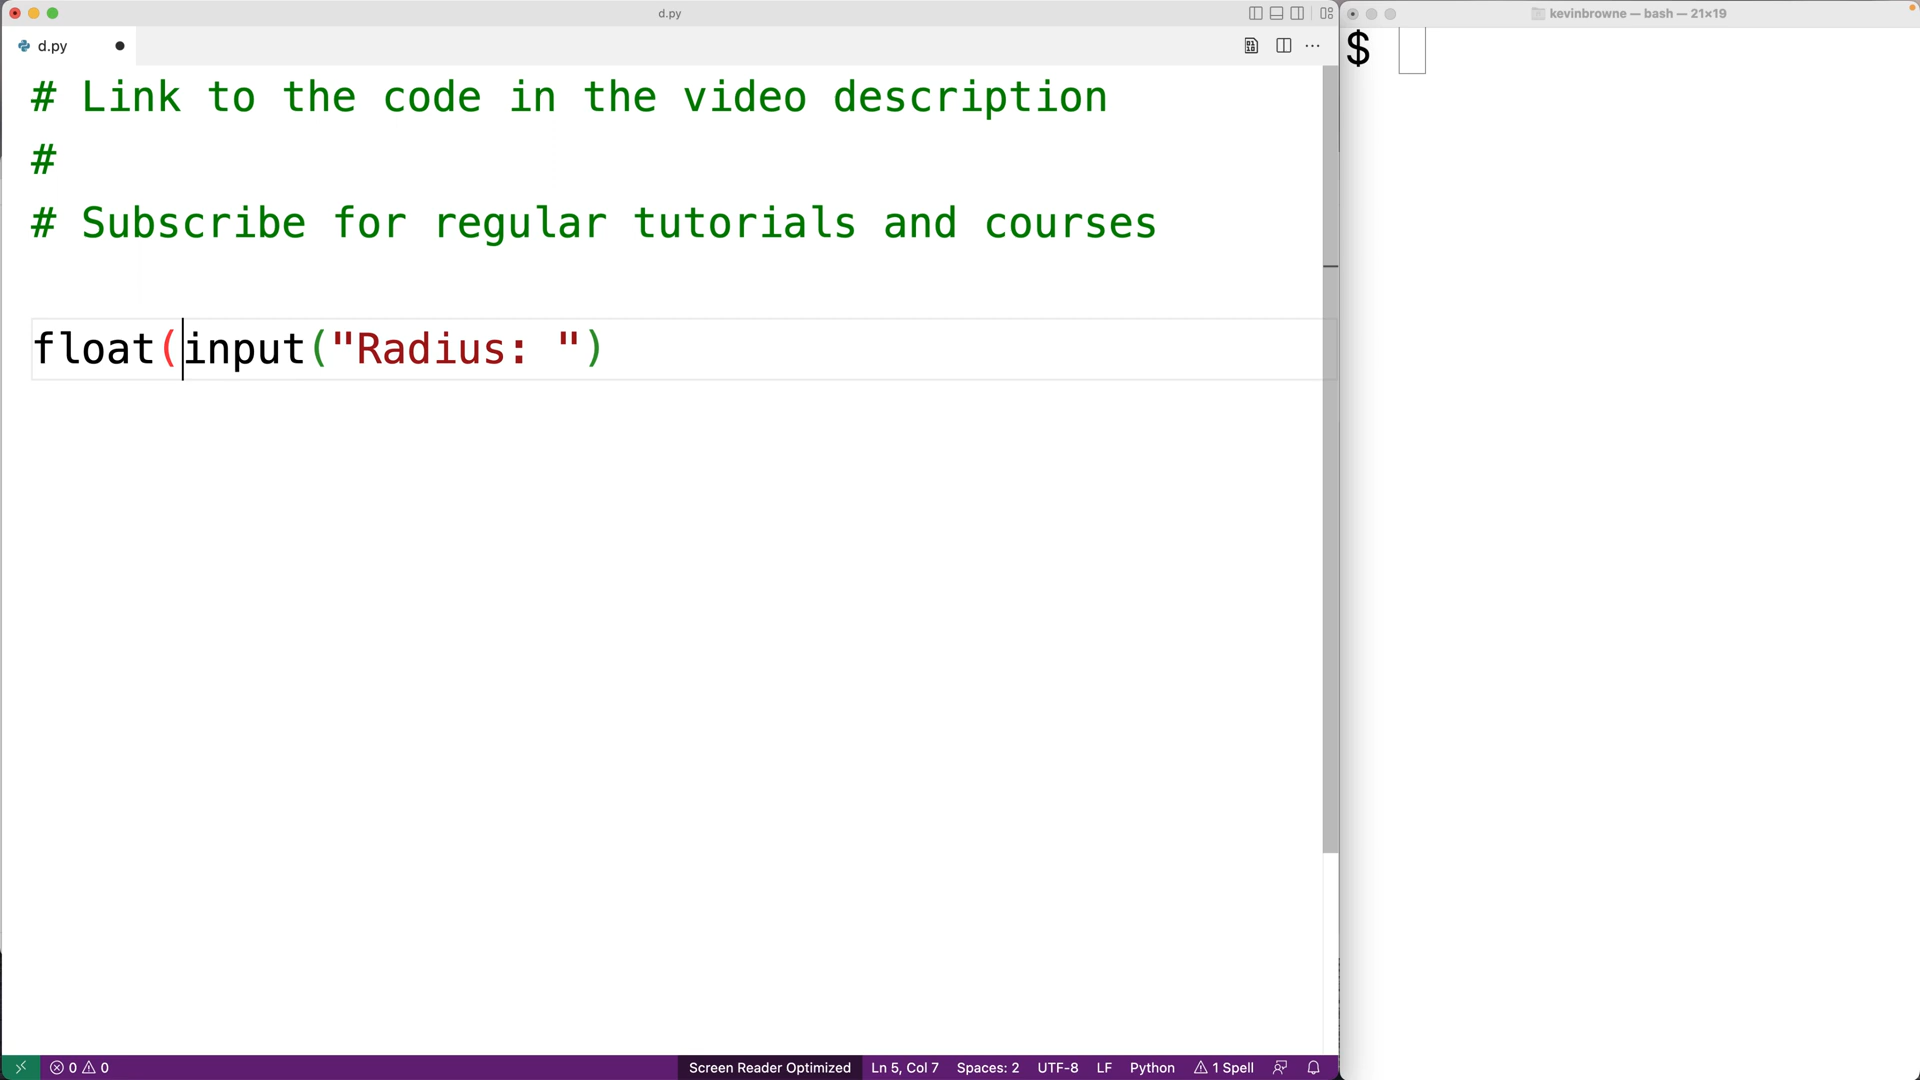 d.py
kevinbrowne — bash — 21×19
d.py
$
# Link to the code in the video description
#
# Subscribe for regular tutorials and courses
float(input("Radius: ")
0 0 Screen Reader Optimized Ln 5, Col 7 Spaces: 2 UTF-8 LF Python 1 Spell